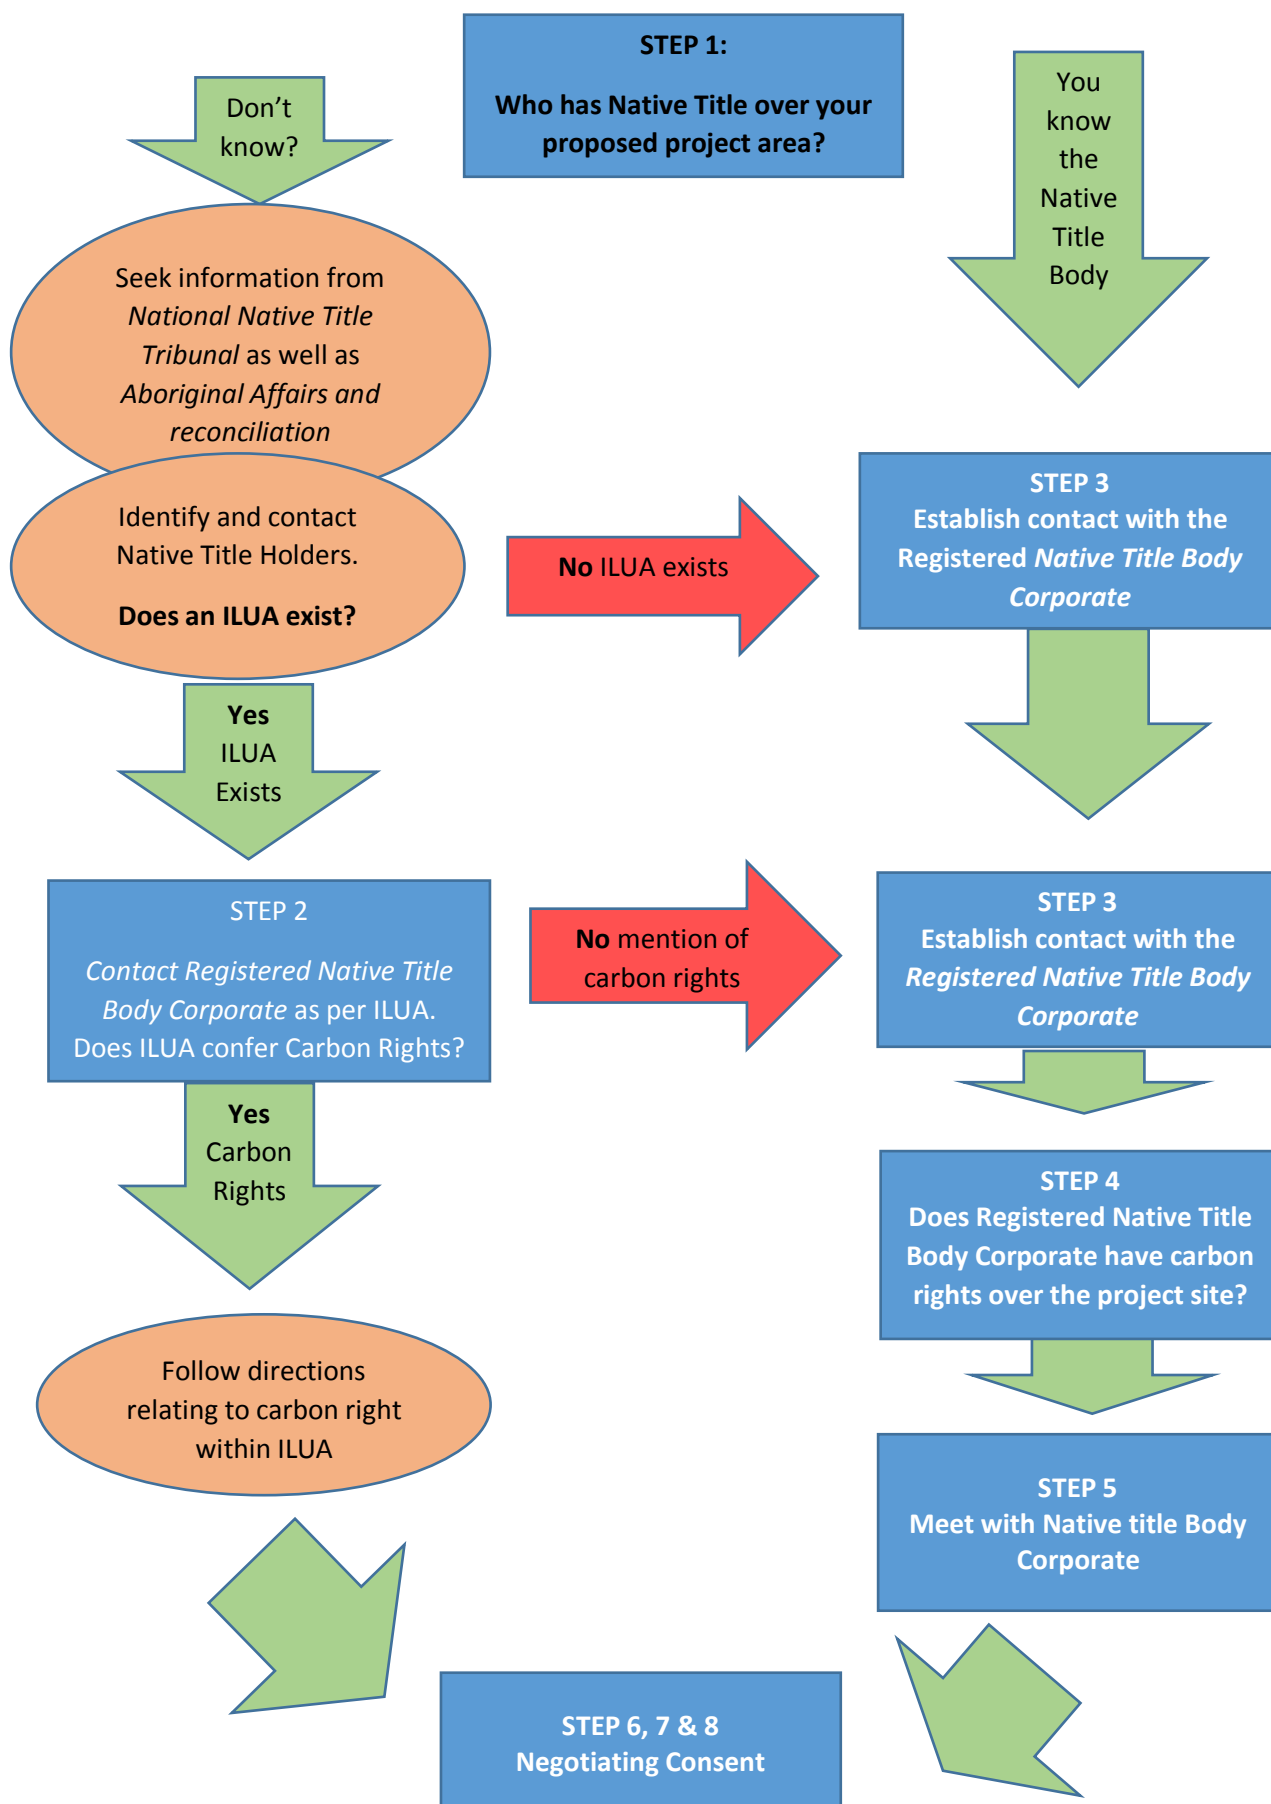 STEP 1:
Who has Native Title over your
proposed project area?
Don’t
know?
You
know
the
Native
Title
Body
Seek information from
National Native Title
Tribunal as well as
Aboriginal Affairs and
reconciliation
Identify and contact
Native Title Holders.
Does an ILUA exist?
No ILUA exists
STEP 3
Establish contact with the
Registered Native Title Body
Corporate
Yes
ILUA
Exists
STEP 2
Contact Registered Native Title
Body Corporate as per ILUA.
Does ILUA confer Carbon Rights?
No mention of
carbon rights
STEP 3
Establish contact with the
Registered Native Title Body
Corporate
Yes
Carbon
Rights
STEP 4
Does Registered Native Title
Body Corporate have carbon
rights over the project site?
Follow directions
relating to carbon right
within ILUA
STEP 5
Meet with Native title Body
Corporate
STEP 6, 7 & 8
Negotiating Consent